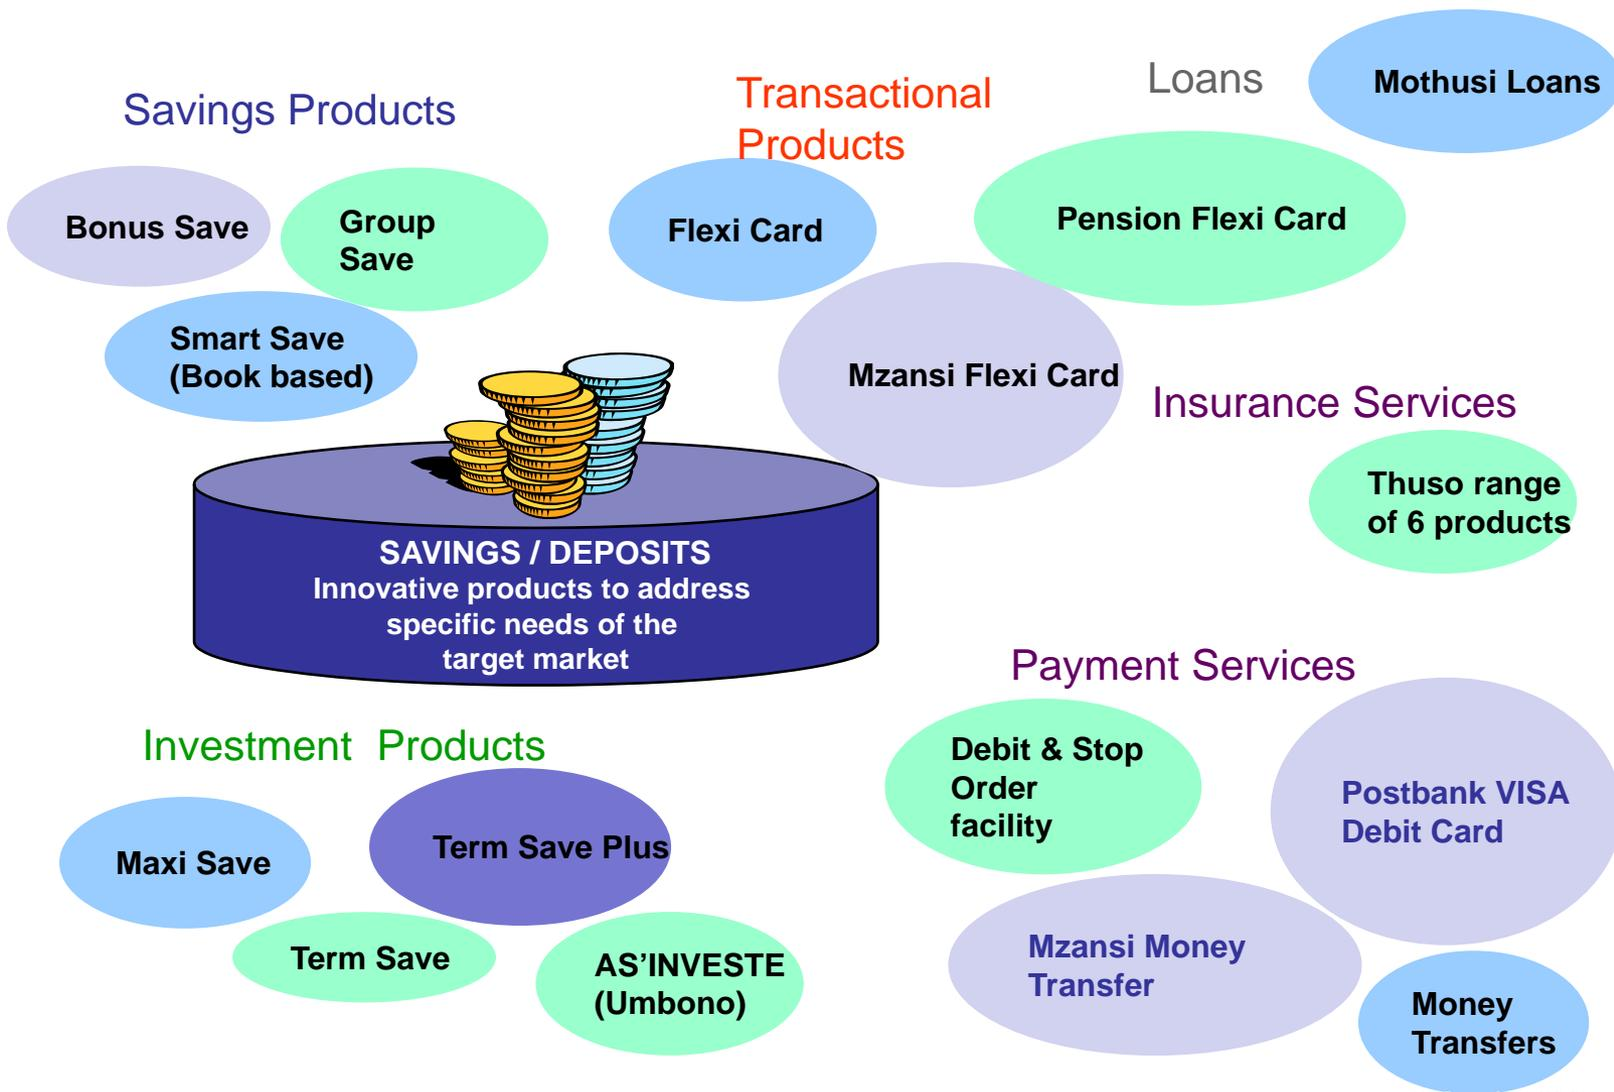 Savings Products
Bonus Save
Group
Save
Smart Save
(Book based)
Transactional
Products
Flexi Card
Pension Flexi Card
Mzansi Flexi Card
Loans
Mothusi Loans
Insurance Services
Thuso range
of 6 products
SAVINGS / DEPOSITS
Innovative products to address
specific needs of the
target market
Investment  Products
Maxi Save
Term Save Plus
Term Save
AS’INVESTE
(Umbono)
Payment Services
Debit & Stop
Order
facility
Postbank VISA
Debit Card
Mzansi Money
Transfer
Money
Transfers